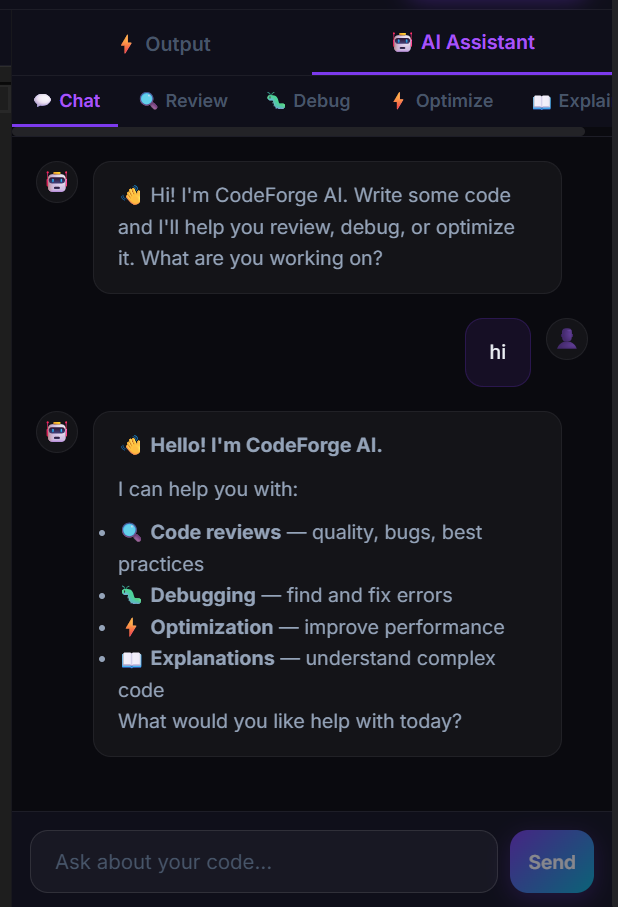 ⚡ Output
🤖 AI Assistant
💬 Chat
🔍 Review
🐛 Debug
⚡ Optimize
📖 Explai
👋 Hi! I'm CodeForge AI. Write some code
and I'll help you review, debug, or optimize
it. What are you working on?
hi
👋 Hello! I'm CodeForge AI.
I can help you with:
• 🔍 Code reviews — quality, bugs, best
practices
• 🐛 Debugging — find and fix errors
• ⚡ Optimization — improve performance
• 📖 Explanations — understand complex
code
What would you like help with today?
Ask about your code...
Send